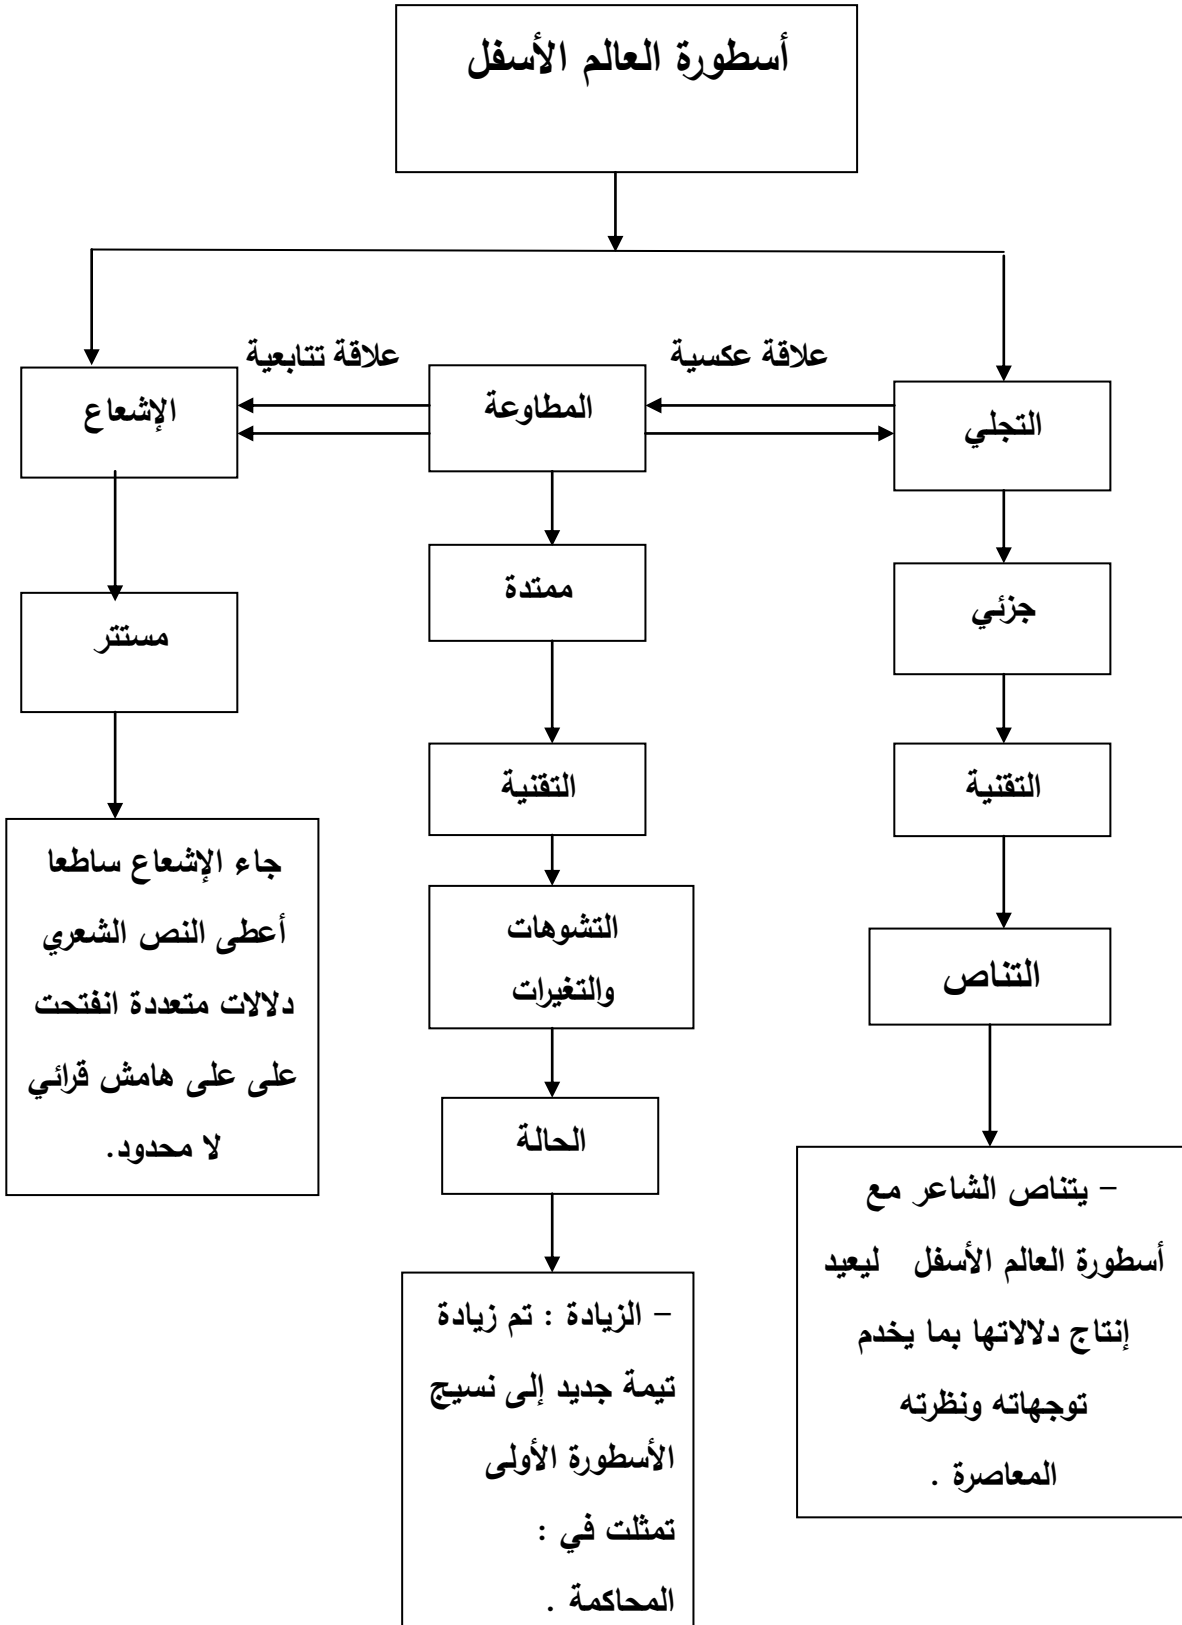 أسطورة العالم الأسفل
علاقة عكسية
علاقة تتابعية
التجلي
المطاوعة
الإشعاع
جزئي
ممتدة
مستتر
التقنية
التقنية
التناص
التشوهات
والتغيرات
الحالة
– يتناص الشاعر مع
أسطورة العالم الأسفل ليعيد
إنتاج دلالاتها بما يخدم
توجهاته ونظرته
المعاصرة .
– الزيادة : تم زيادة
تيمة جديد إلى نسيج
الأسطورة الأولى
تمثلت في :
المحاكمة .
جاء الإشعاع ساطعا
أعطى النص الشعري
دلالات متعددة انفتحت
على على هامش قرائي
لا محدود.